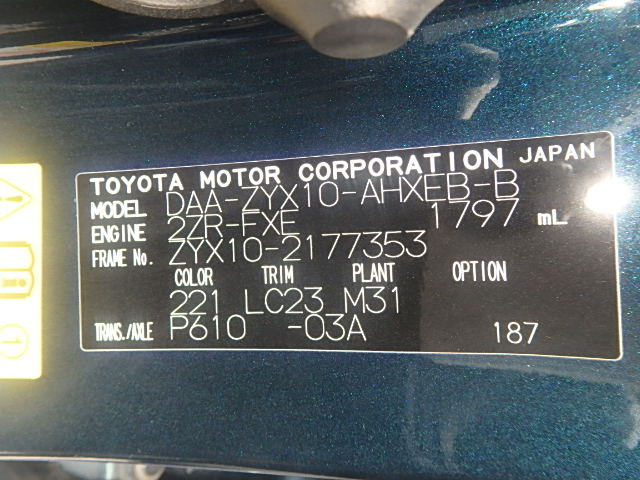 TOYOTA MOTOR CORPORATION JAPAN
MODEL DAA-ZYX10-AHXEB-B
ENGINE 2ZR-FXE 1797 mL
FRAME No. ZYX10-2177353
COLOR TRIM PLANT OPTION
221 LC23 M31
TRANS./AXLE P610 -03A 187
1